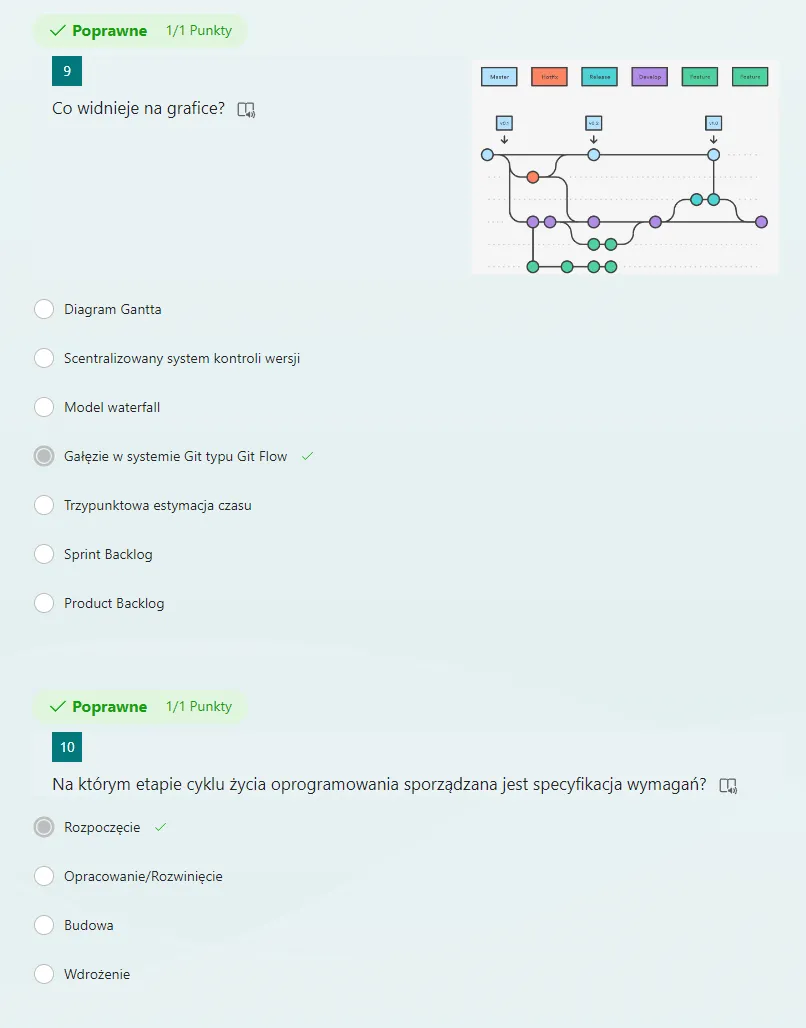 Poprawne 1/1 Punkty
9
Co widnieje na grafice?
Master Hotfix Release Develop Feature Feature
v0.1 v0.2 v1.0
Diagram Gantta
Scentralizowany system kontroli wersji
Model waterfall
Gałęzie w systemie Git typu Git Flow
Trzypunktowa estymacja czasu
Sprint Backlog
Product Backlog
Poprawne 1/1 Punkty
10
Na którym etapie cyklu życia oprogramowania sporządzana jest specyfikacja wymagań?
Rozpoczęcie
Opracowanie/Rozwinięcie
Budowa
Wdrożenie